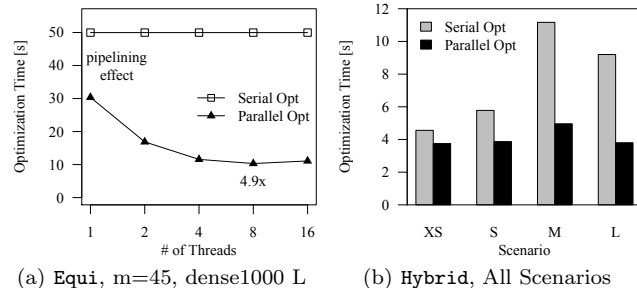 Optimization Time [s]
60
50
40
30
20
10
0
pipelining
effect
Serial Opt
Parallel Opt
4.9x
1 2 4 8 16
# of Threads
(a) Equi, m=45, dense1000 L
Optimization Time [s]
12
10
8
6
4
2
0
Serial Opt
Parallel Opt
XS S M L
Scenario
(b) Hybrid, All Scenarios